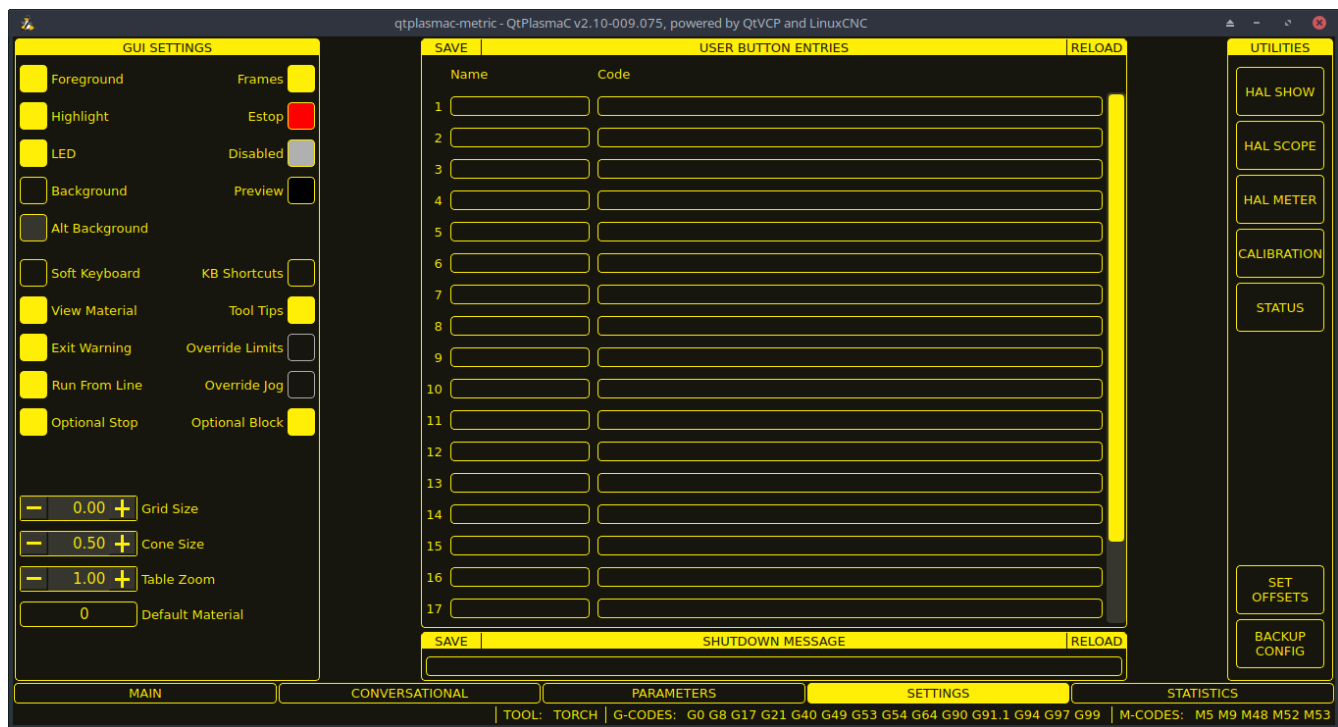 qtplasmac-metric - QtPlasmaC v2.10-009.075, powered by QtVCP and LinuxCNC
GUI SETTINGS
Foreground Frames
Highlight Estop
LED Disabled
Background Preview
Alt Background
Soft Keyboard KB Shortcuts
View Material Tool Tips
Exit Warning Override Limits
Run From Line Override Jog
Optional Stop Optional Block
0.00 Grid Size
0.50 Cone Size
1.00 Table Zoom
0 Default Material
SAVE USER BUTTON ENTRIES RELOAD
Name Code
1
2
3
4
5
6
7
8
9
10
11
12
13
14
15
16
17
SAVE SHUTDOWN MESSAGE RELOAD
UTILITIES
HAL SHOW
HAL SCOPE
HAL METER
CALIBRATION
STATUS
SET
OFFSETS
BACKUP
CONFIG
MAIN CONVERSATIONAL PARAMETERS SETTINGS STATISTICS
TOOL: TORCH G-CODES: G0 G8 G17 G21 G40 G49 G53 G54 G64 G90 G91.1 G94 G97 G99 M-CODES: M5 M9 M48 M52 M53